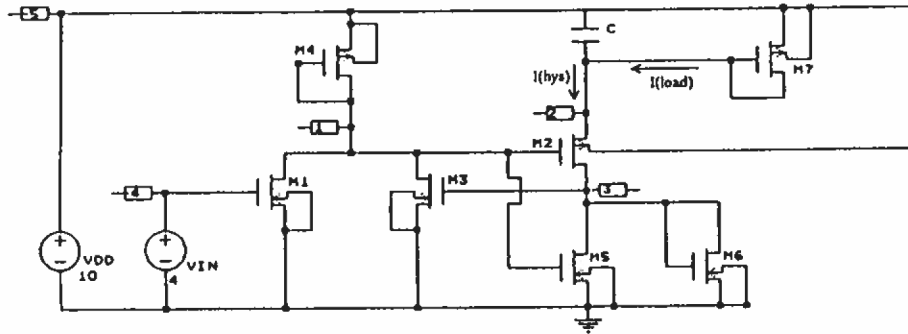 5
M4
C
M7
I(hys)
I(load)
1
2
M2
4
M1
M3
3
+
-
VDD
10
+
-
VIN
4
M5
M6